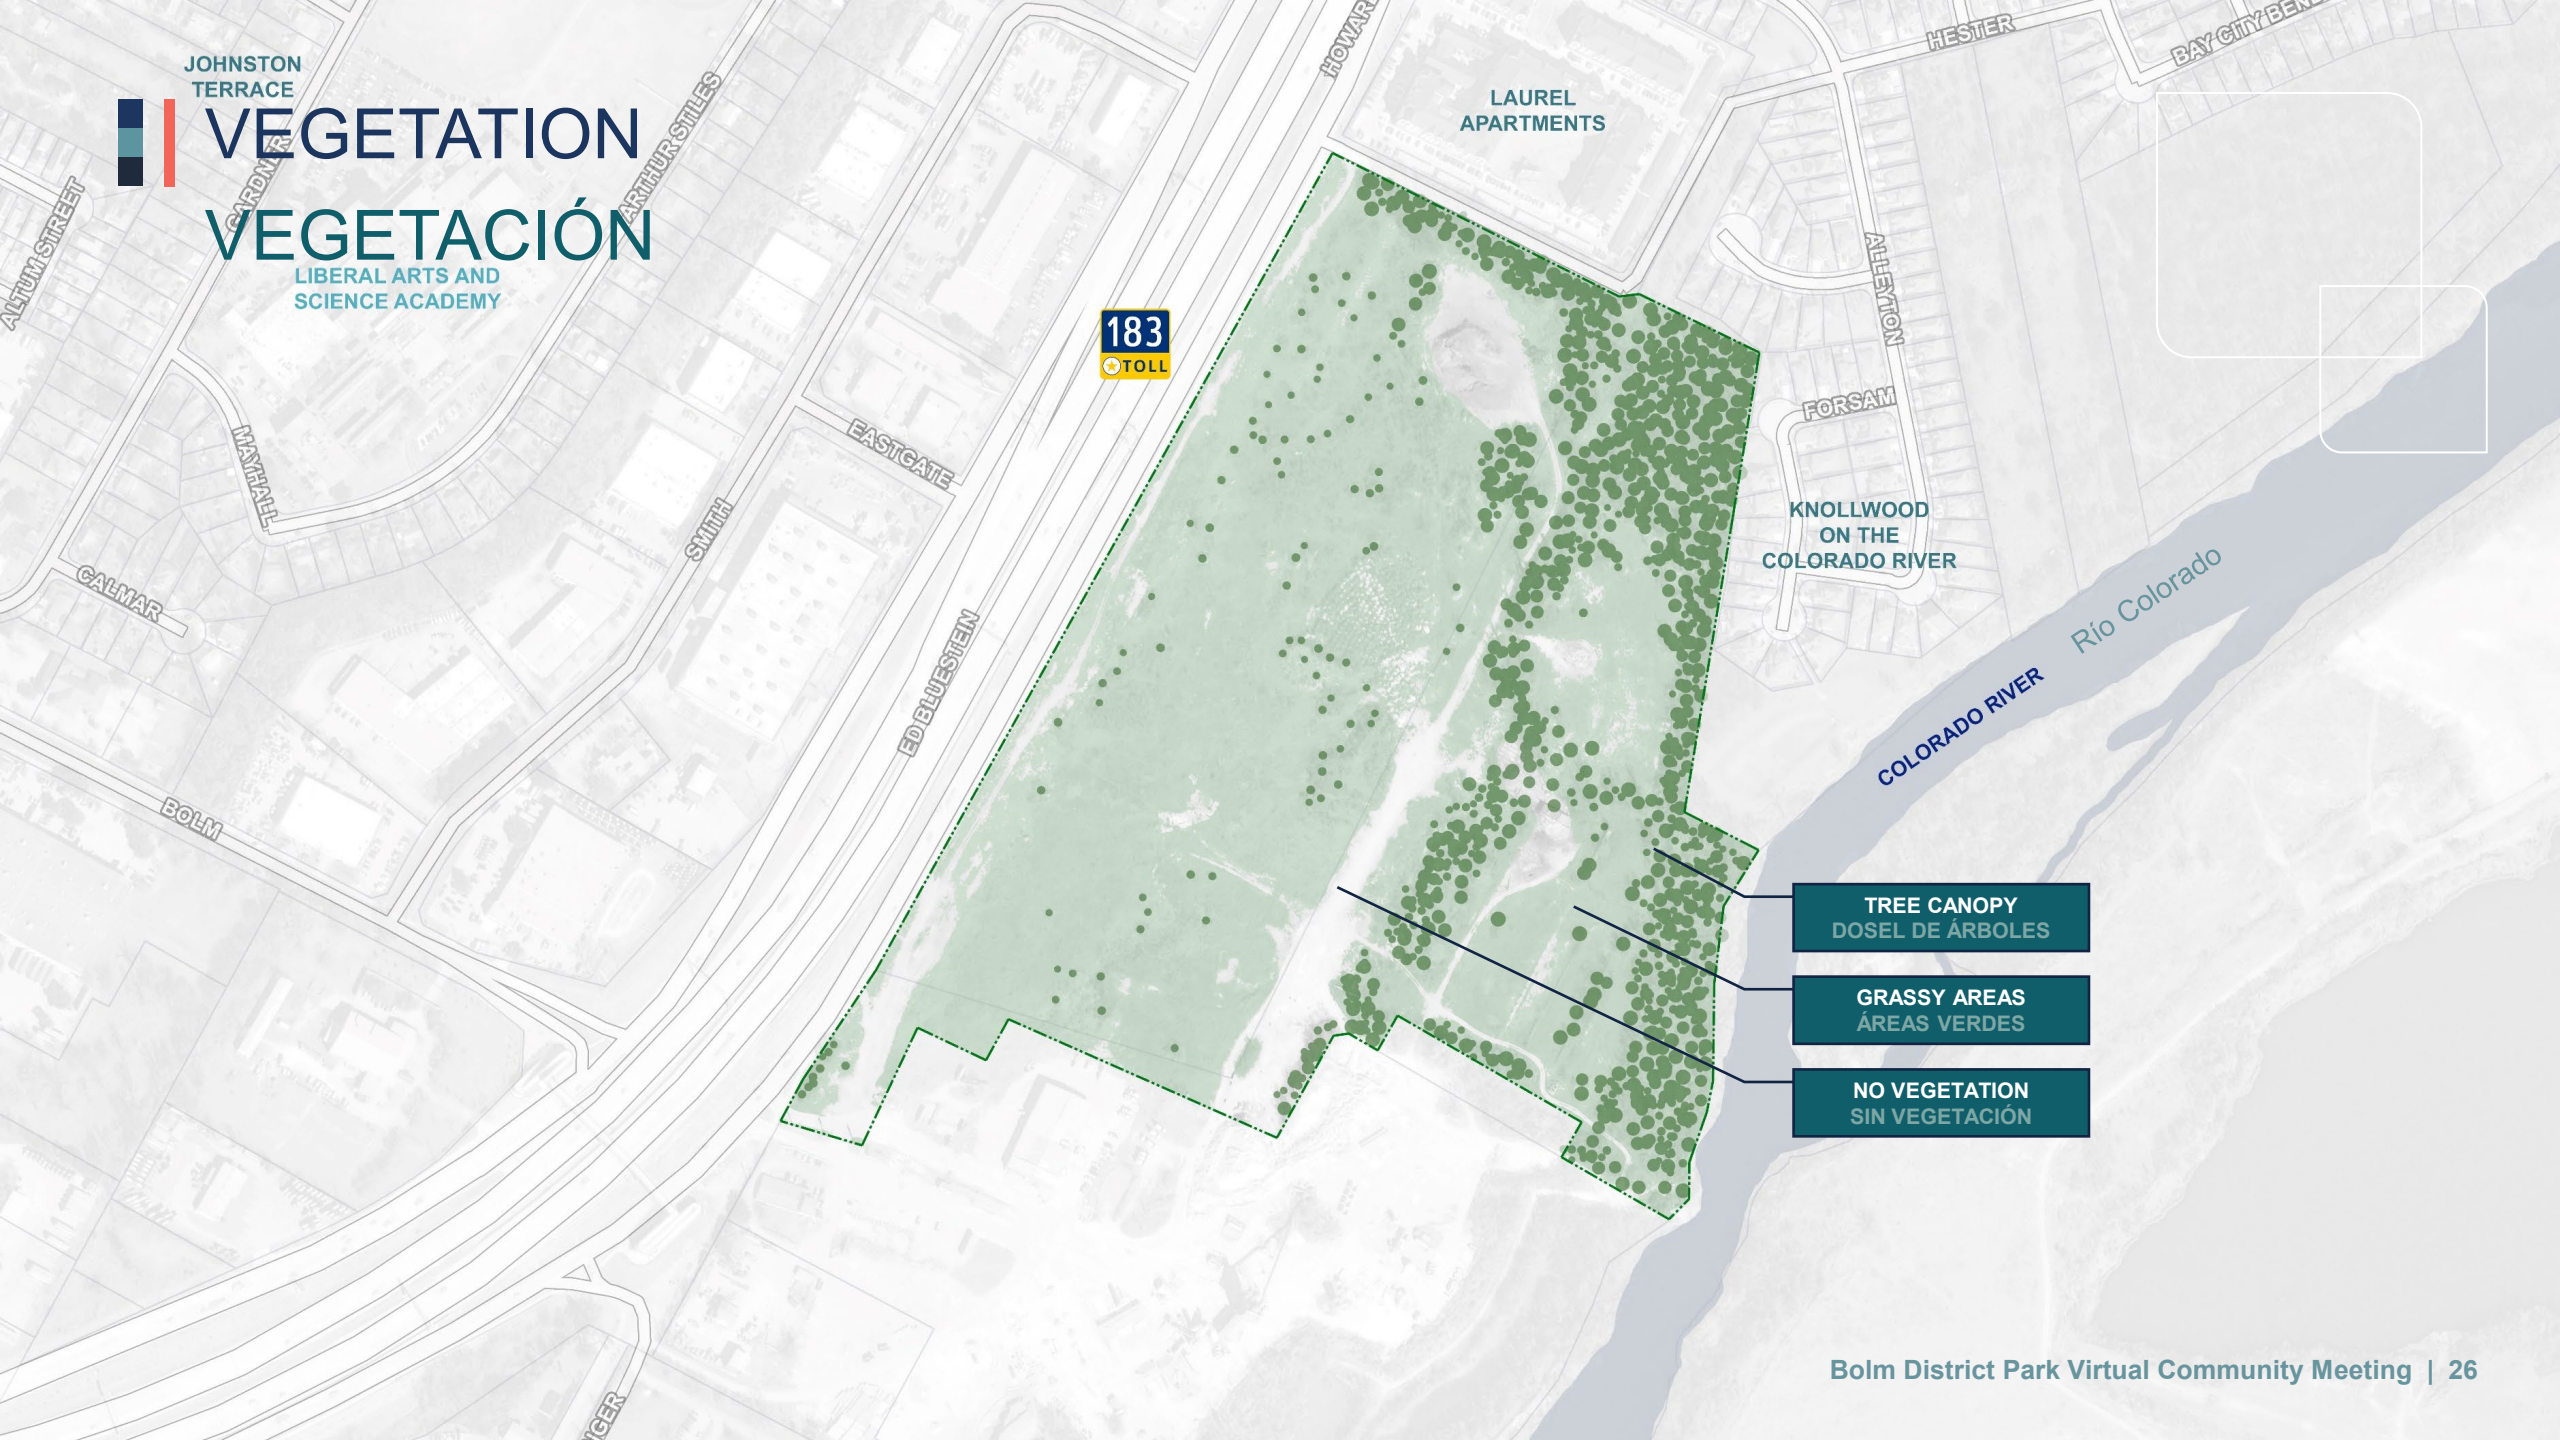 JOHNSTON
TERRACE
VEGETATION
VEGETACIÓN
LIBERAL ARTS AND
SCIENCE ACADEMY
ALTUM STREET
GARDNER
ARTHUR STILES
MAYHALL
CALMAR
BOLM
SMITH
EASTGATE
ED BLUESTEIN
183
TOLL
LAUREL
APARTMENTS
HESTER
BAY CITY
ALLEYTON
FORSAM
KNOLLWOOD
ON THE
COLORADO RIVER
Río Colorado
COLORADO RIVER
TREE CANOPY
DOSEL DE ÁRBOLES
GRASSY AREAS
ÁREAS VERDES
NO VEGETATION
SIN VEGETACIÓN
Bolm District Park Virtual Community Meeting | 26